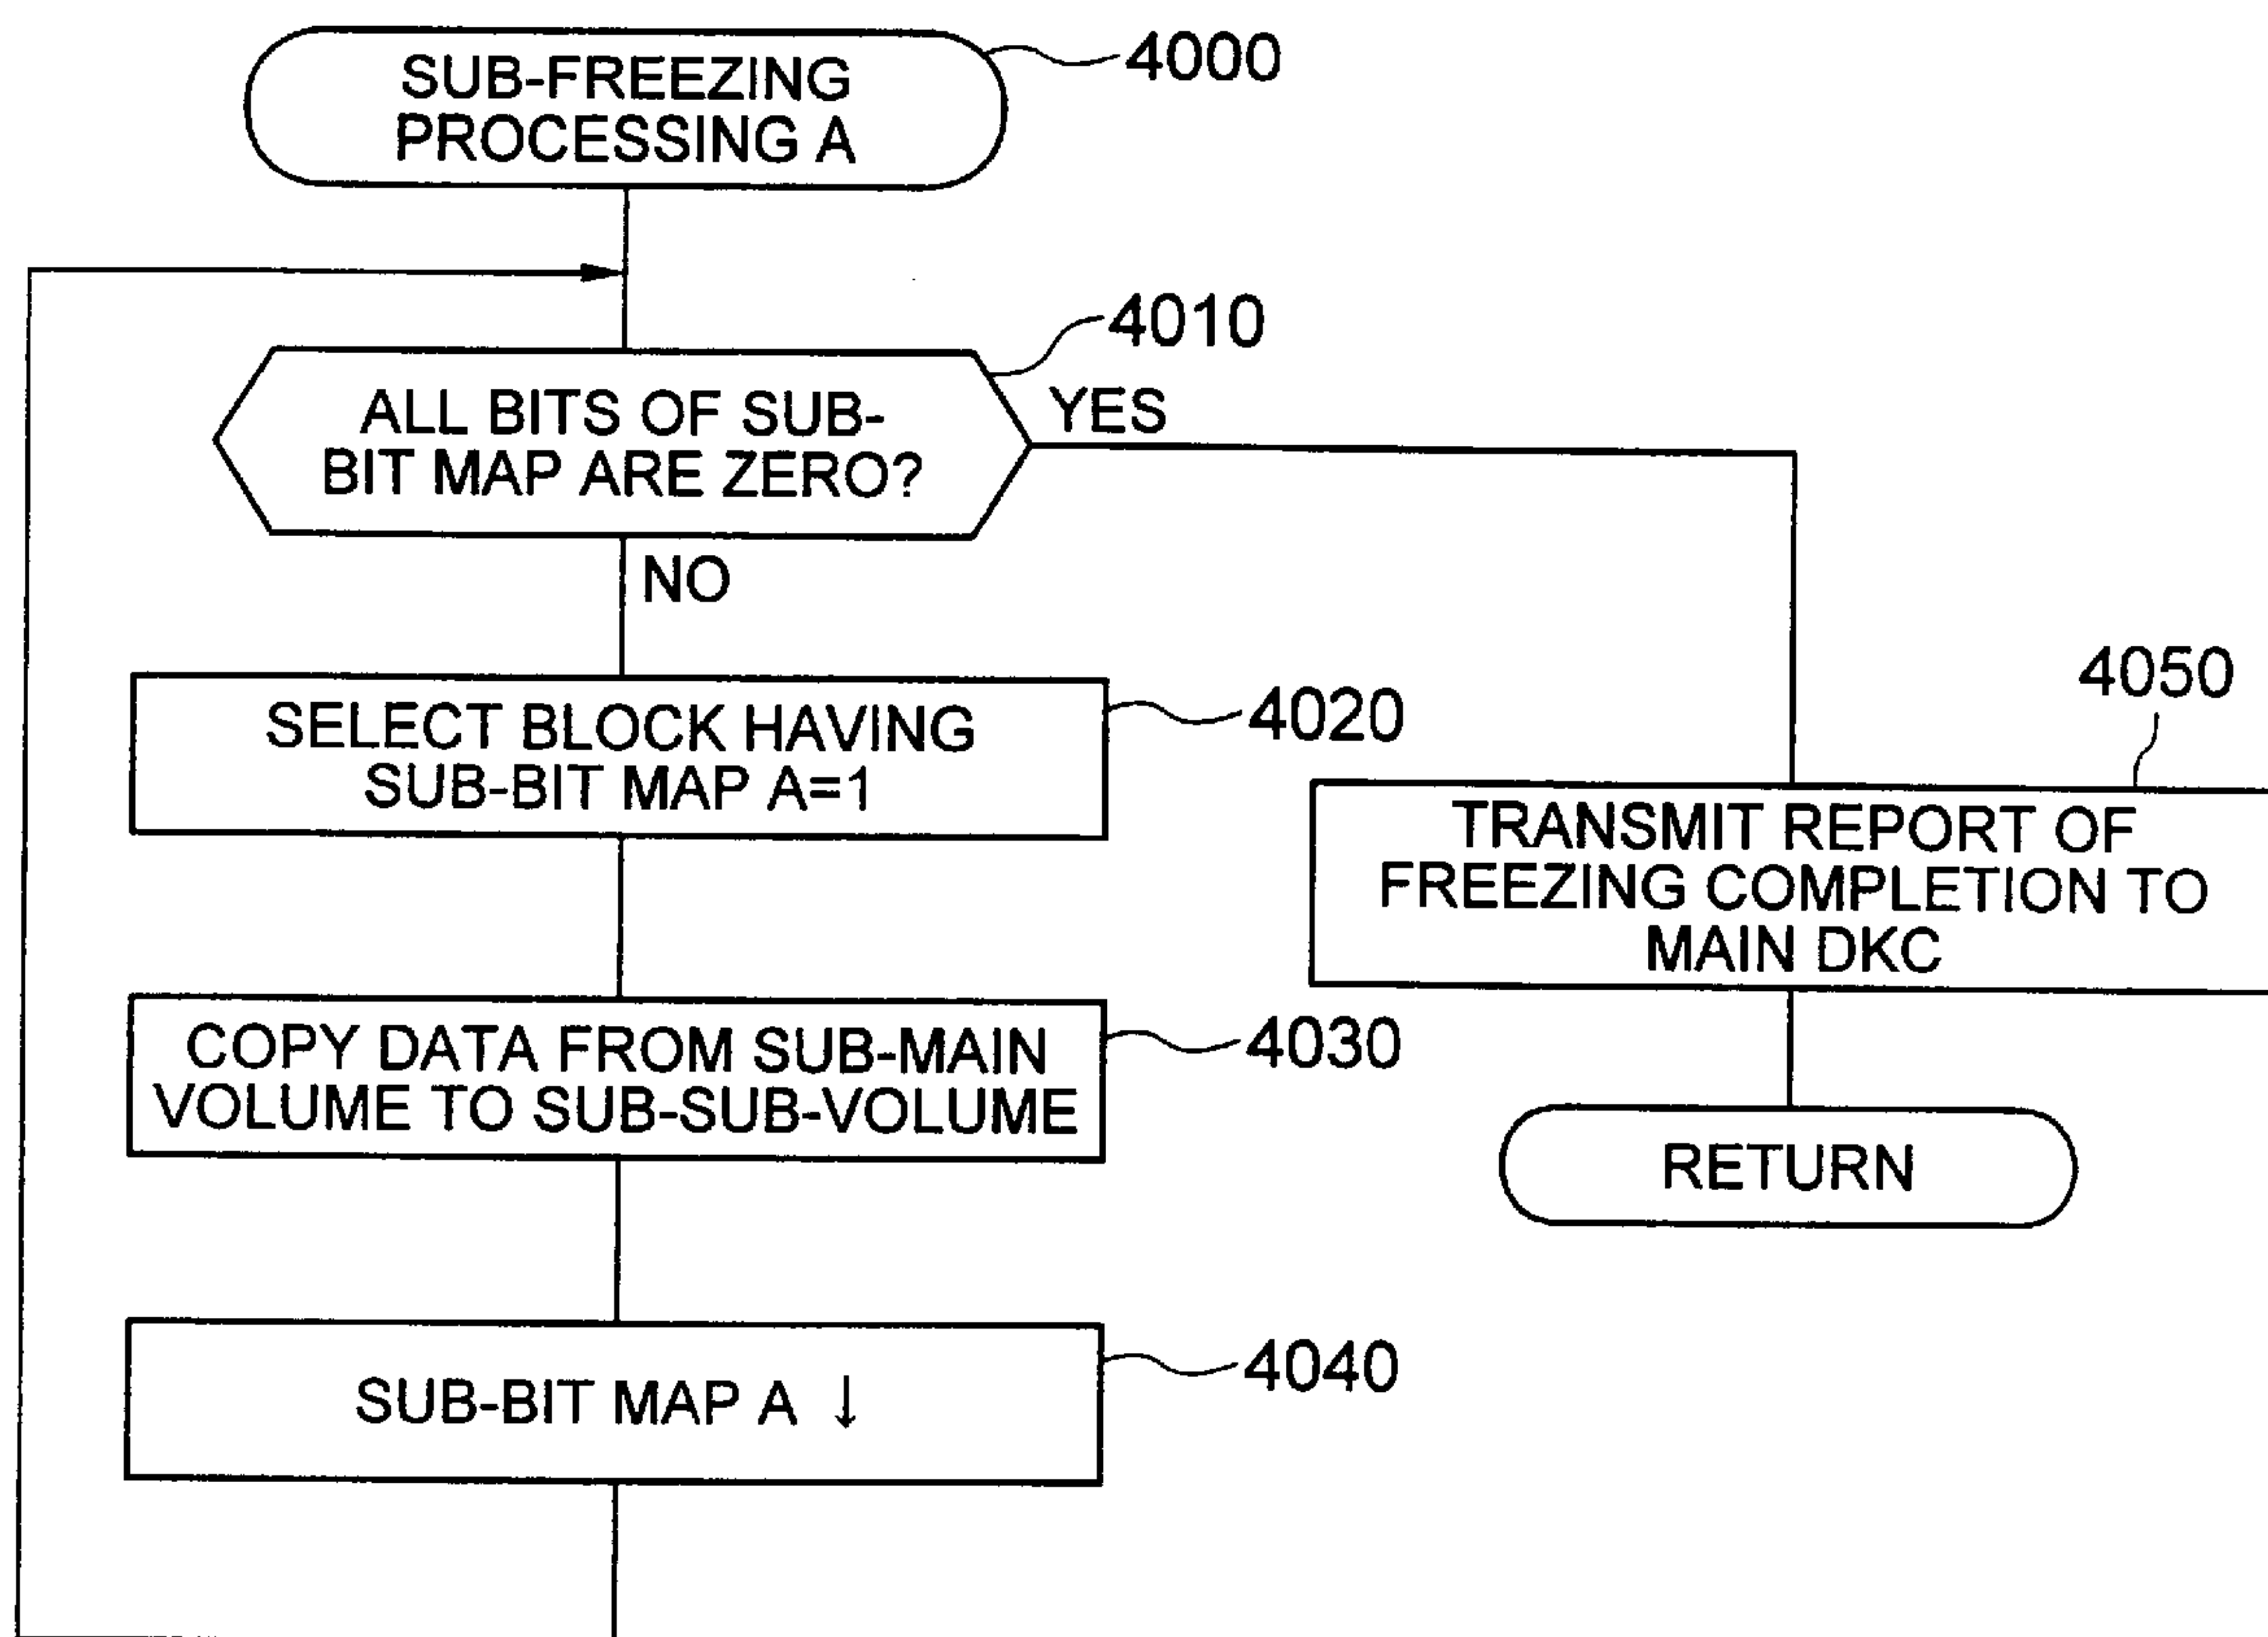 SUB-FREEZING
PROCESSING A
4000
4010
ALL BITS OF SUB-
BIT MAP ARE ZERO?
YES
NO
SELECT BLOCK HAVING
SUB-BIT MAP A=1
4020
4050
TRANSMIT REPORT OF
FREEZING COMPLETION TO
MAIN DKC
COPY DATA FROM SUB-MAIN
VOLUME TO SUB-SUB-VOLUME
4030
RETURN
SUB-BIT MAP A ↓
4040